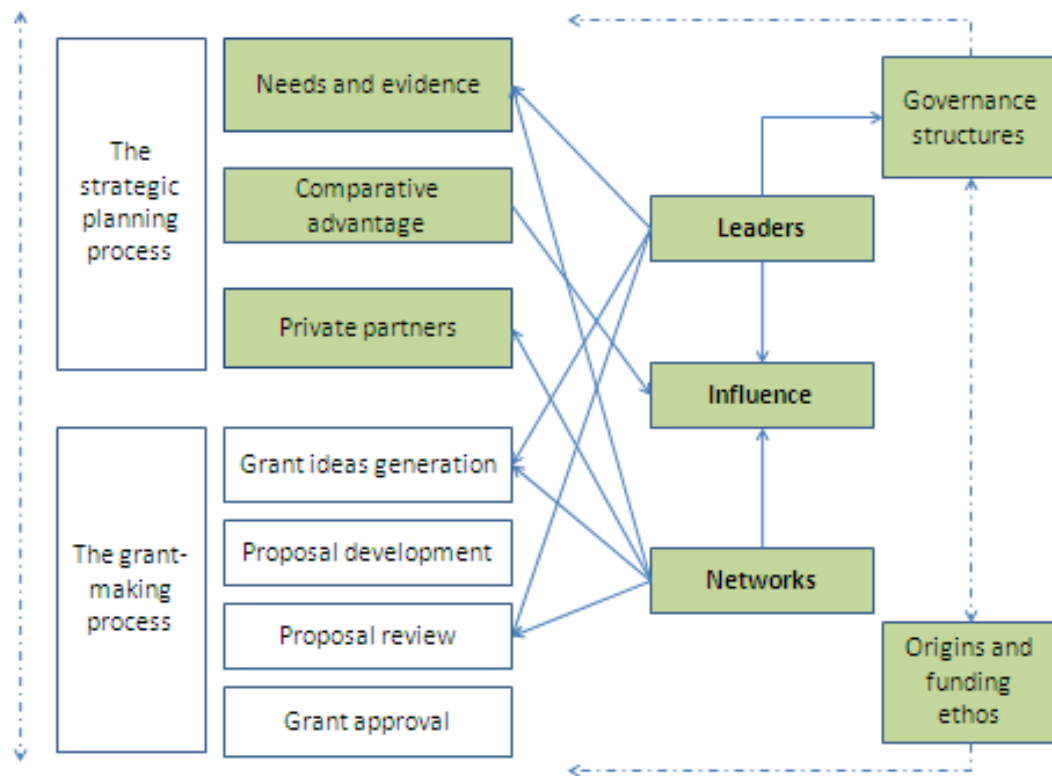 The
strategic
planning
process
Needs and evidence
Comparative
advantage
Private partners
The grant-
making
process
Grant ideas generation
Proposal development
Proposal review
Grant approval
Leaders
Influence
Networks
Governance
structures
Origins and
funding
ethos